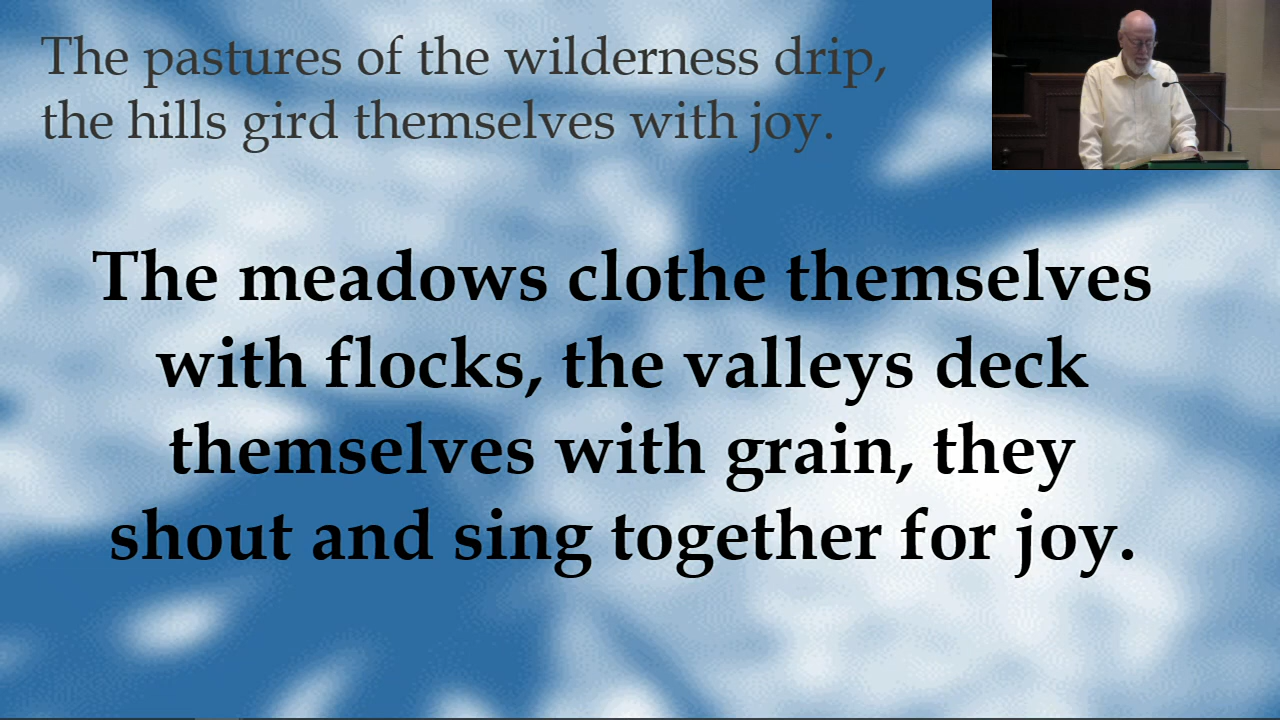 The pastures of the wilderness drip,
the hills gird themselves with joy.
The meadows clothe themselves
with flocks, the valleys deck
themselves with grain, they
shout and sing together for joy.